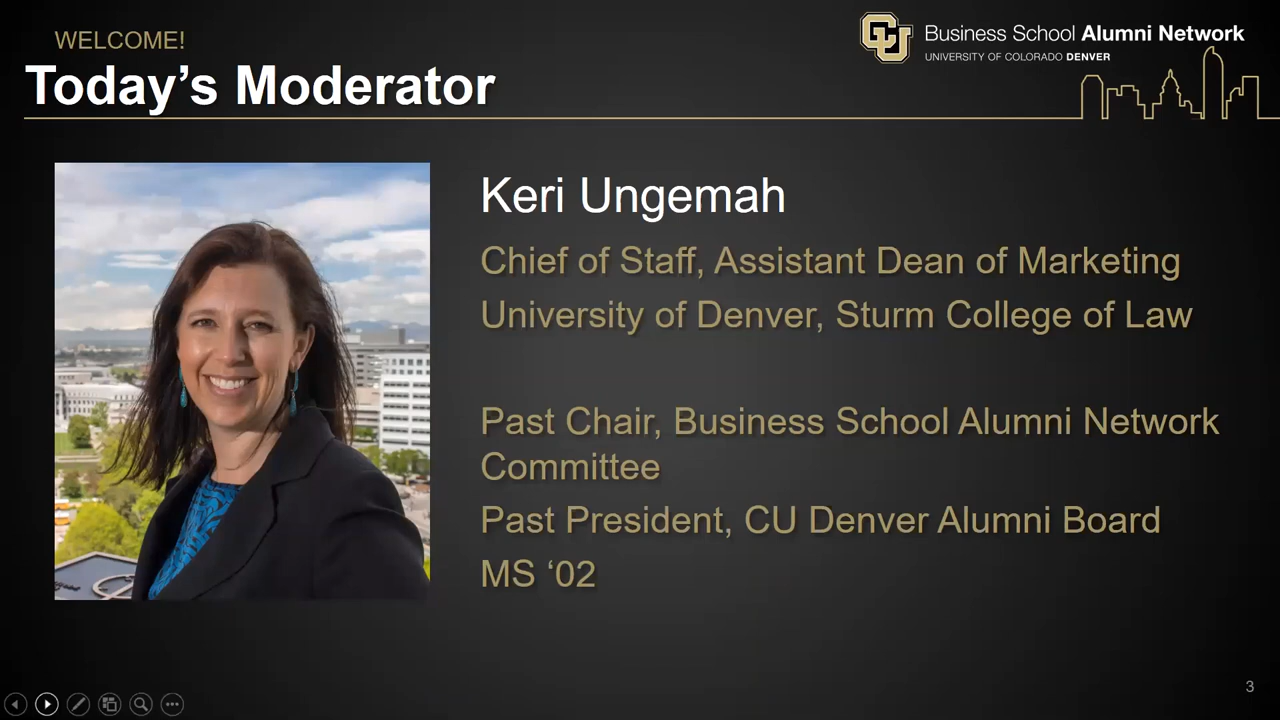 WELCOME!
Today’s Moderator
CU
Business School Alumni Network
UNIVERSITY OF COLORADO DENVER
Keri Ungemah
Chief of Staff, Assistant Dean of Marketing
University of Denver, Sturm College of Law
Past Chair, Business School Alumni Network
Committee
Past President, CU Denver Alumni Board
MS ‘02
3